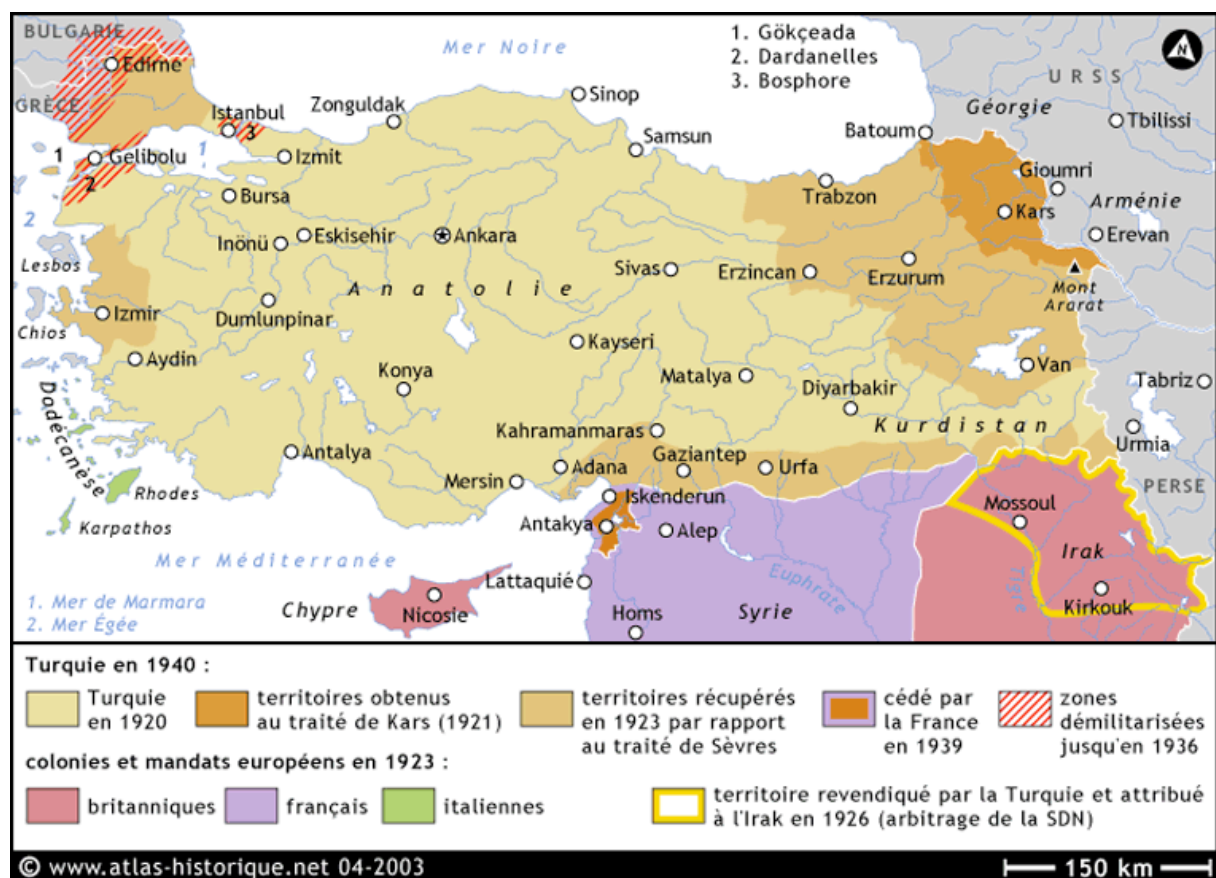 BULGARIE
Edirne
GRÈCE
Mer Noire
1. Gökçeada
2. Dardanelles
3. Bosphore
N
URSS
Géorgie
Tbilissi
Istanbul
3
Zonguldak
Sinop
Samsun
Batoum
Gioumri
Arménie
Erevan
Kars
1
Gelibolu
2
1
Izmit
Bursa
Trabzon
2
Lesbos
Inönü
Eskisehir
Ankara
Sivas
Erzincan
Erzurum
Mont
Ararat
Anatolie
Izmir
Chios
Dumlunpinar
Aydin
Kayseri
Van
Konya
Matalya
Diyarbakir
Tabriz
Dadécanèse
Kurdistan
Urmia
Kahramanmaras
Antalya
Gaziantep
Adana
Urfa
Mersin
PERSE
Rhodes
Karpathos
Iskenderun
Antakya
Alep
Mossoul
Irak
Mer Méditerranée
Lattaquié
Euphrate
Tigre
Kirkouk
1. Mer de Marmara
2. Mer Égée
Chypre
Nicosie
Homs
Syrie
Turquie en 1940 :
Turquie
en 1920
territoires obtenus
au traité de Kars (1921)
territoires récupérés
en 1923 par rapport
au traité de Sèvres
cédé par
la France
en 1939
zones
démilitarisées
jusqu'en 1936
colonies et mandats européens en 1923 :
britanniques
français
italiennes
territoire revendiqué par la Turquie et attribué
à l'Irak en 1926 (arbitrage de la SDN)
© www.atlas-historique.net 04-2003
150 km